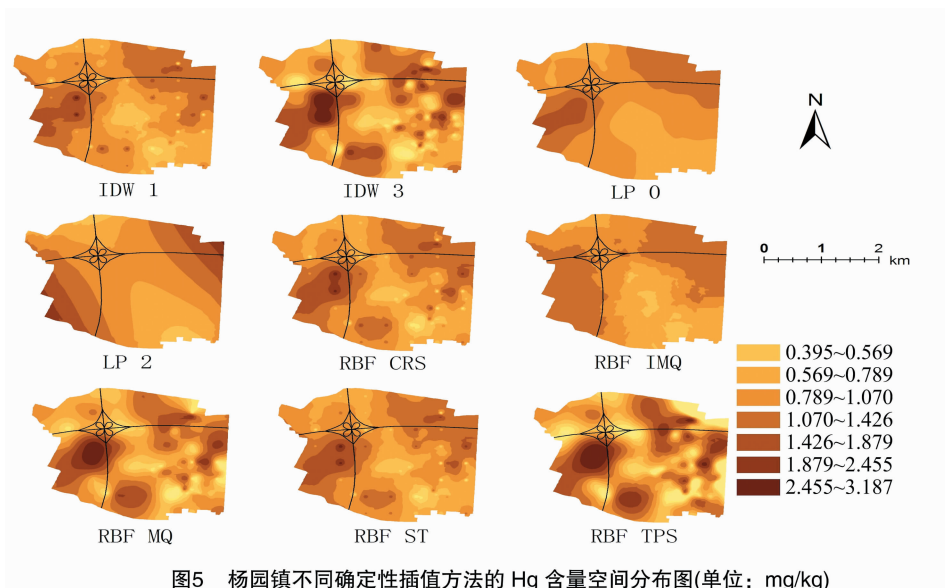 N
IDW 1
IDW 3
LP 0
0 1 2
km
LP 2
RBF CRS
RBF IMQ
0.395~0.569
0.569~0.789
0.789~1.070
1.070~1.426
1.426~1.879
1.879~2.455
2.455~3.187
RBF MQ
RBF ST
RBF TPS
图5 杨园镇不同确定性插值方法的 Hg 含量空间分布图(单位：mg/kg)